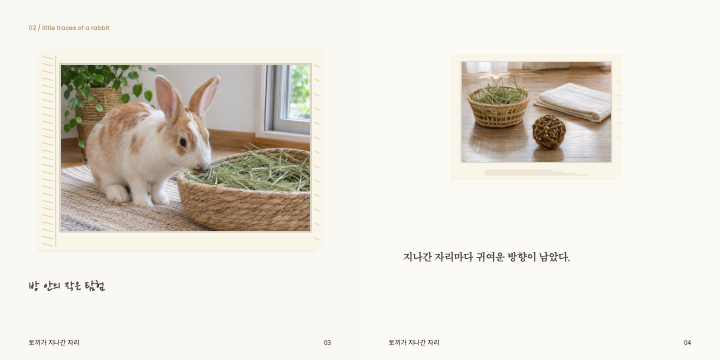 02 / little traces of a rabbit
방 안의 작은 탐험
토끼가 지나간 자리
03
지나간 자리마다 귀여운 방향이 남았다.
토끼가 지나간 자리
04